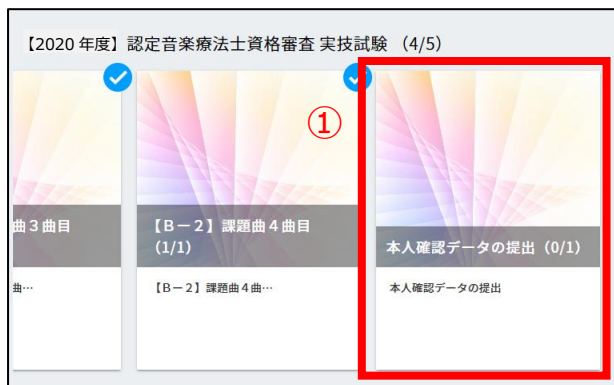 【2020 年度】認定音楽療法士資格審査 実技試験 （4/5）
①
曲３曲目
【Ｂ－２】課題曲４曲目
(1/1)
本人確認データの提出（0/1）
曲…
【Ｂ－２】課題曲４曲…
本人確認データの提出